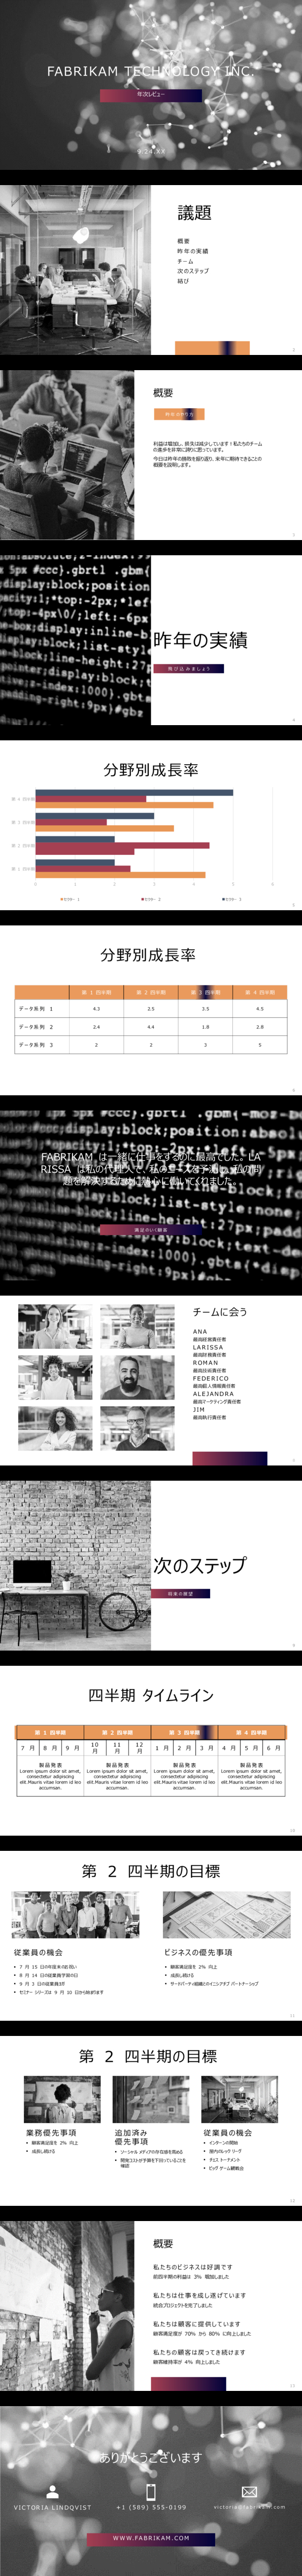 FABRIKAM TECHNOLOGY INC.
年次レビュー
議題
概要
昨年の実績
チーム
次のステップ
結び
2
概要
利益は増加し、損失は減少しています！私たちのチーム
の進歩を非常に誇りに思っています。
今日は昨年の勝敗を振り返り、来年に期待できることの
概要を説明します。
3
昨年の実績
飛び込みましょう
4
分野別成長率
第 4 四半期
第 3 四半期
第 2 四半期
第 1 四半期
0 1 2 3 4 5 6
セクター 1 セクター 2 セクター 3
5
分野別成長率
第 1 四半期 第 2 四半期 第 3 四半期 第 4 四半期
データ系列 1 4.3 2.5 3.5 4.5
データ系列 2 2.4 4.4 1.8 2.8
データ系列 3 2 2 3 5
6
FABRIKAM は一緒に仕事をするのに最高でした。LA
RISSA は私の代理人で、私のニーズを予測し、私の問
題を解決するために熱心に働いてくれました。
満足のいく顧客
チームに会う
ANA
最高経営責任者
LARISSA
最高財務責任者
ROMAN
最高技術責任者
FEDERICO
最高個人情報責任者
ALEJANDRA
最高マーケティング責任者
JIM
最高執行責任者
8
次のステップ
将来の展望
9
四半期 タイムライン
第 1 四半期 第 2 四半期 第 3 四半期 第 4 四半期
7 月 8 月 9 月 10 月 11 月 12 月 1 月 2 月 3 月 4 月 5 月 6 月
製品発表 製品発表 製品発表 製品発表
Lorem ipsum dolor sit amet, Lorem ipsum dolor sit amet, Lorem ipsum dolor sit amet, Lorem ipsum dolor sit amet,
consectetur adipiscing consectetur adipiscing consectetur adipiscing consectetur adipiscing
elit.Mauris vitae lorem id leo elit.Mauris vitae lorem id leo elit.Mauris vitae lorem id leo elit.Mauris vitae lorem id leo
accumsan. accumsan. accumsan. accumsan.
10
第 2 四半期の目標
従業員の機会
• 7 月 15 日の年度末のお祝い
• 8 月 14 日の従業員学習の日
• 9 月 3 日の従業員3択
• セミナー シリーズは 9 月 10 日から始まります
ビジネスの優先事項
• 顧客満足度を 2% 向上
• 成長し続ける
• サードパーティ組織とのイニシアチブ パートナーシップ
11
第 2 四半期の目標
業務優先事項
• 顧客満足度を 2% 向上
• 成長し続ける
追加済み
優先事項
• ソーシャル メディアの存在感を高める
• 開発コストが予算を下回っていることを
確認
従業員の機会
• インターンの開始
• 屋内のキック リーグ
• チェス トーナメント
• ビッグ ゲーム観戦会
12
概要
私たちのビジネスは好調です
前四半期の利益は 3% 増加しました
私たちは仕事を成し遂げています
統合プロジェクトを完了しました
私たちは顧客に提供しています
顧客満足度が 70% から 80% に向上しました
私たちの顧客は戻ってき続けます
顧客維持率が 4% 向上しました
13
ありがとうございます
VICTORIA LINDQVIST
+1 (589) 555-0199
victoria@fabrikam.com
WWW.FABRIKAM.COM